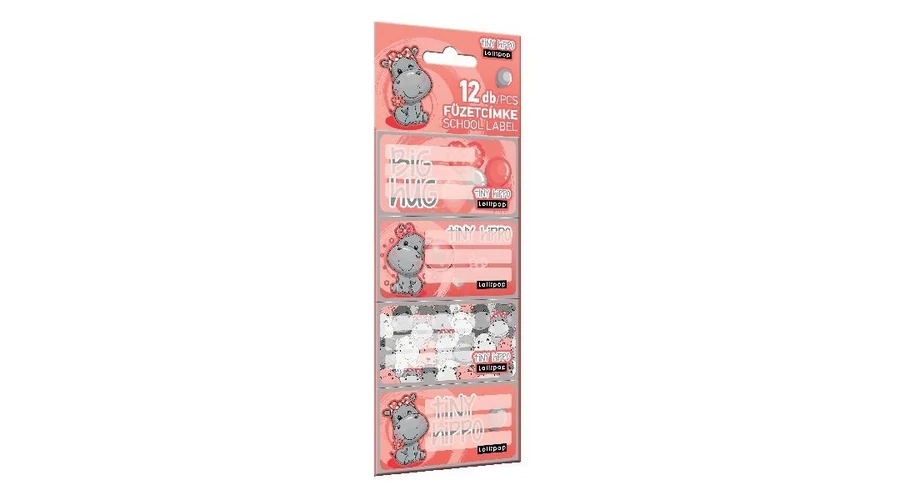 tiny hippo
Lollipop
12 db/PCS
FÜZETCÍMKE
SCHOOL LABEL
BIG
HUG
tiny hippo
Lollipop
tiny hippo
Lollipop
tiny hippo
Lollipop
tiny
hippo
Lollipop